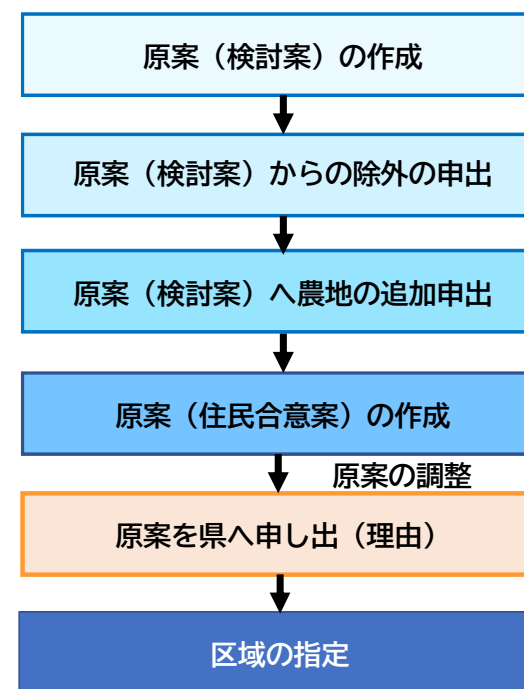 原案（検討案）の作成
原案（検討案）からの除外の申出
原案（検討案）へ農地の追加申出
原案（住民合意案）の作成
原案の調整
原案を県へ申し出（理由）
区域の指定